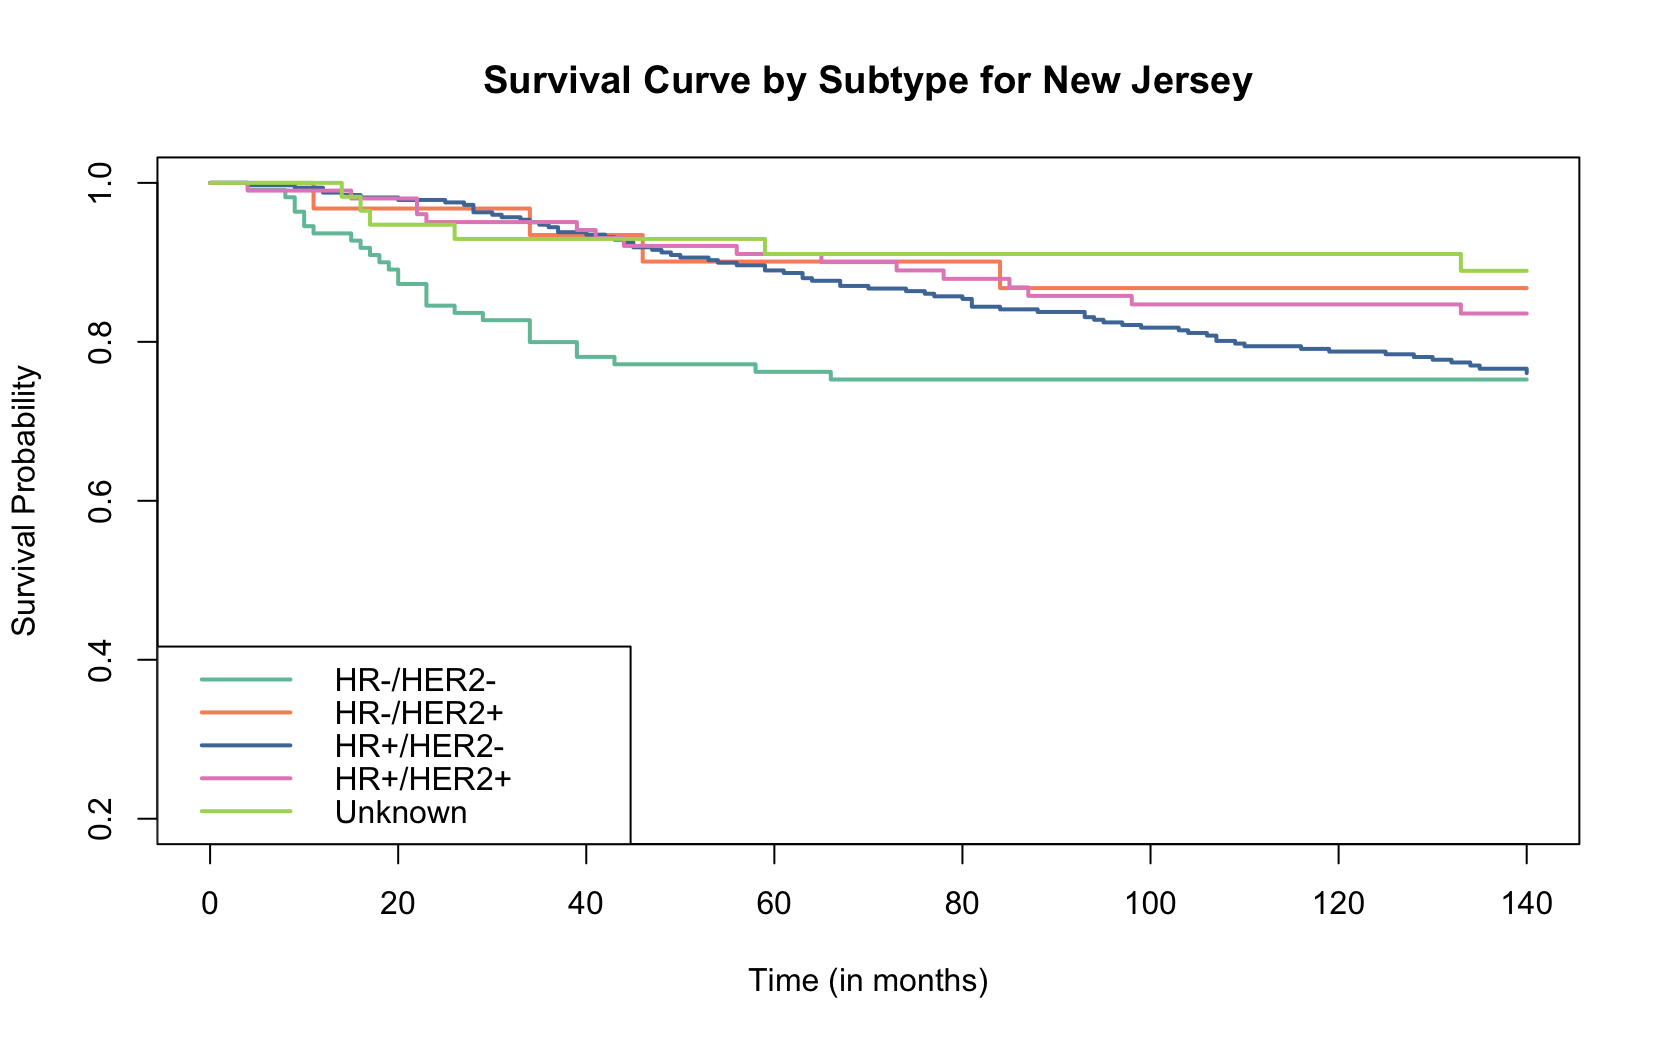 Survival Curve by Subtype for New Jersey
Survival Probability
1.0
0.8
0.6
0.4
0.2
HR-/HER2-
HR-/HER2+
HR+/HER2-
HR+/HER2+
Unknown
0 20 40 60 80 100 120 140
Time (in months)